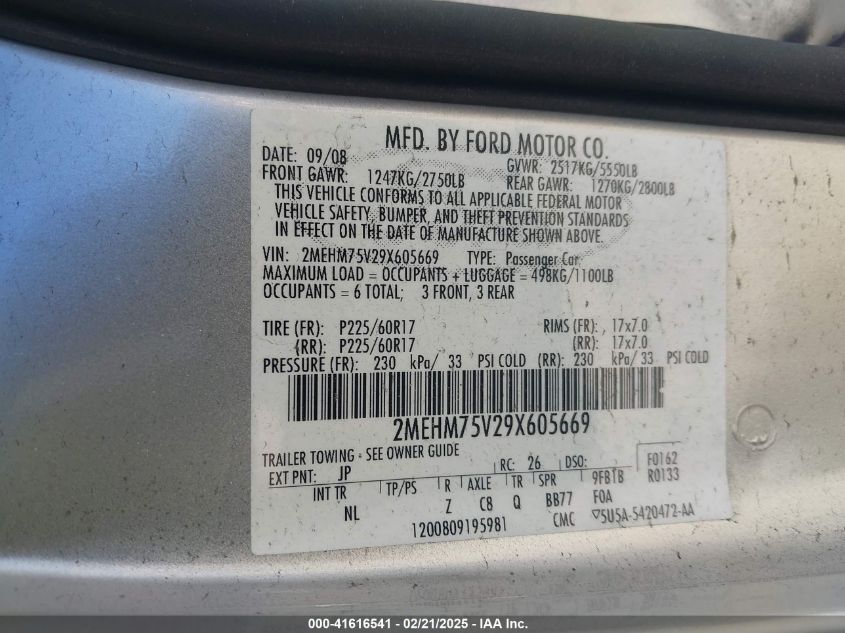 MFD. BY FORD MOTOR CO.
DATE: 09/08 GVWR: 2517KG/5550LB
FRONT GAWR: 1247KG/2750LB REAR GAWR: 1270KG/2800LB
THIS VEHICLE CONFORMS TO ALL APPLICABLE FEDERAL MOTOR
VEHICLE SAFETY, BUMPER, AND THEFT PREVENTION STANDARDS
IN EFFECT ON THE DATE OF MANUFACTURE SHOWN ABOVE.
VIN: 2MEHM75V29X605669 TYPE: Passenger Car
MAXIMUM LOAD = OCCUPANTS + LUGGAGE = 498KG/1100LB
OCCUPANTS = 6 TOTAL; 3 FRONT, 3 REAR
TIRE (FR): P225/60R17 RIMS (FR): 17x7.0
(RR): P225/60R17 (RR): 17x7.0
PRESSURE (FR): 230 kPa/ 33 PSI COLD (RR): 230 kPa/ 33 PSI COLD
2MEHM75V29X605669
TRAILER TOWING - SEE OWNER GUIDE
EXT PNT: JP RC: 26 DSO: F0162
INT TR TP/PS R AXLE TR SPR 9FBTB R0133
NL Z C8 Q BB77 FOA
1200809195981 CMC ▽5U5A-5420472-AA
000-41616541 - 02/21/2025 - IAAI, Inc.